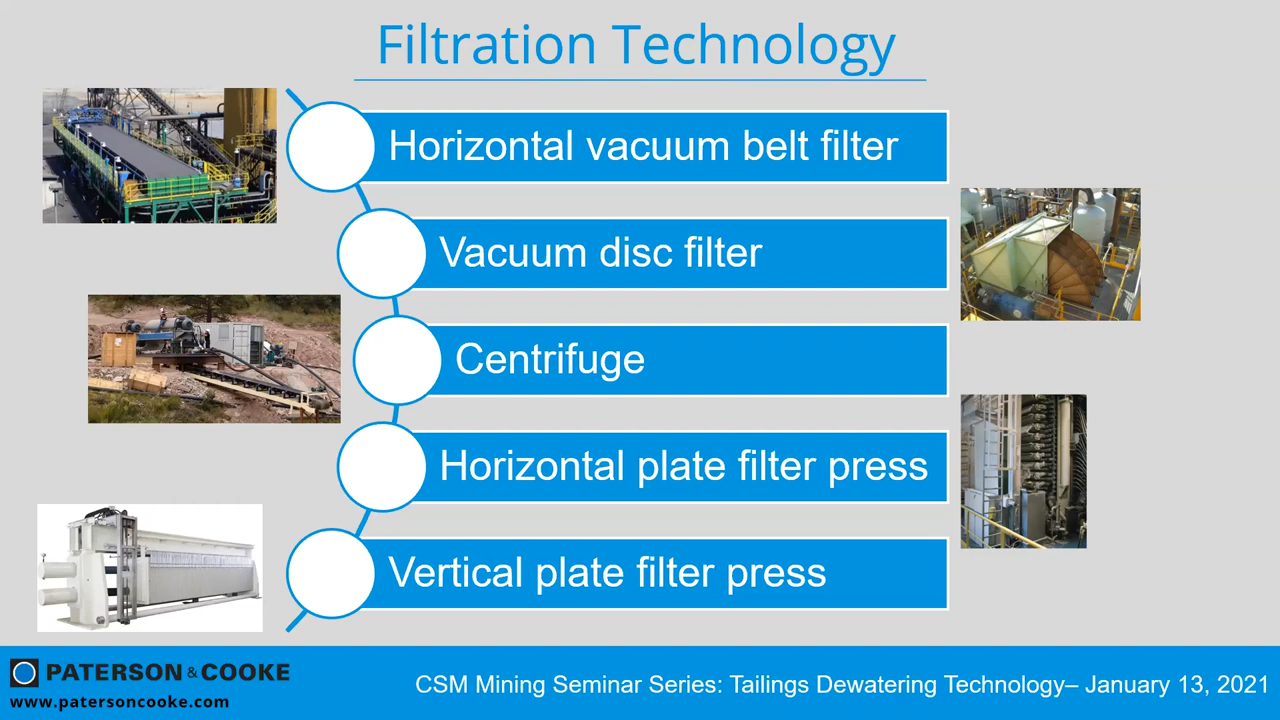 Filtration Technology
Horizontal vacuum belt filter
Vacuum disc filter
Centrifuge
Horizontal plate filter press
Vertical plate filter press
PATERSON & COOKE
www.patersoncooke.com
CSM Mining Seminar Series: Tailings Dewatering Technology– January 13, 2021